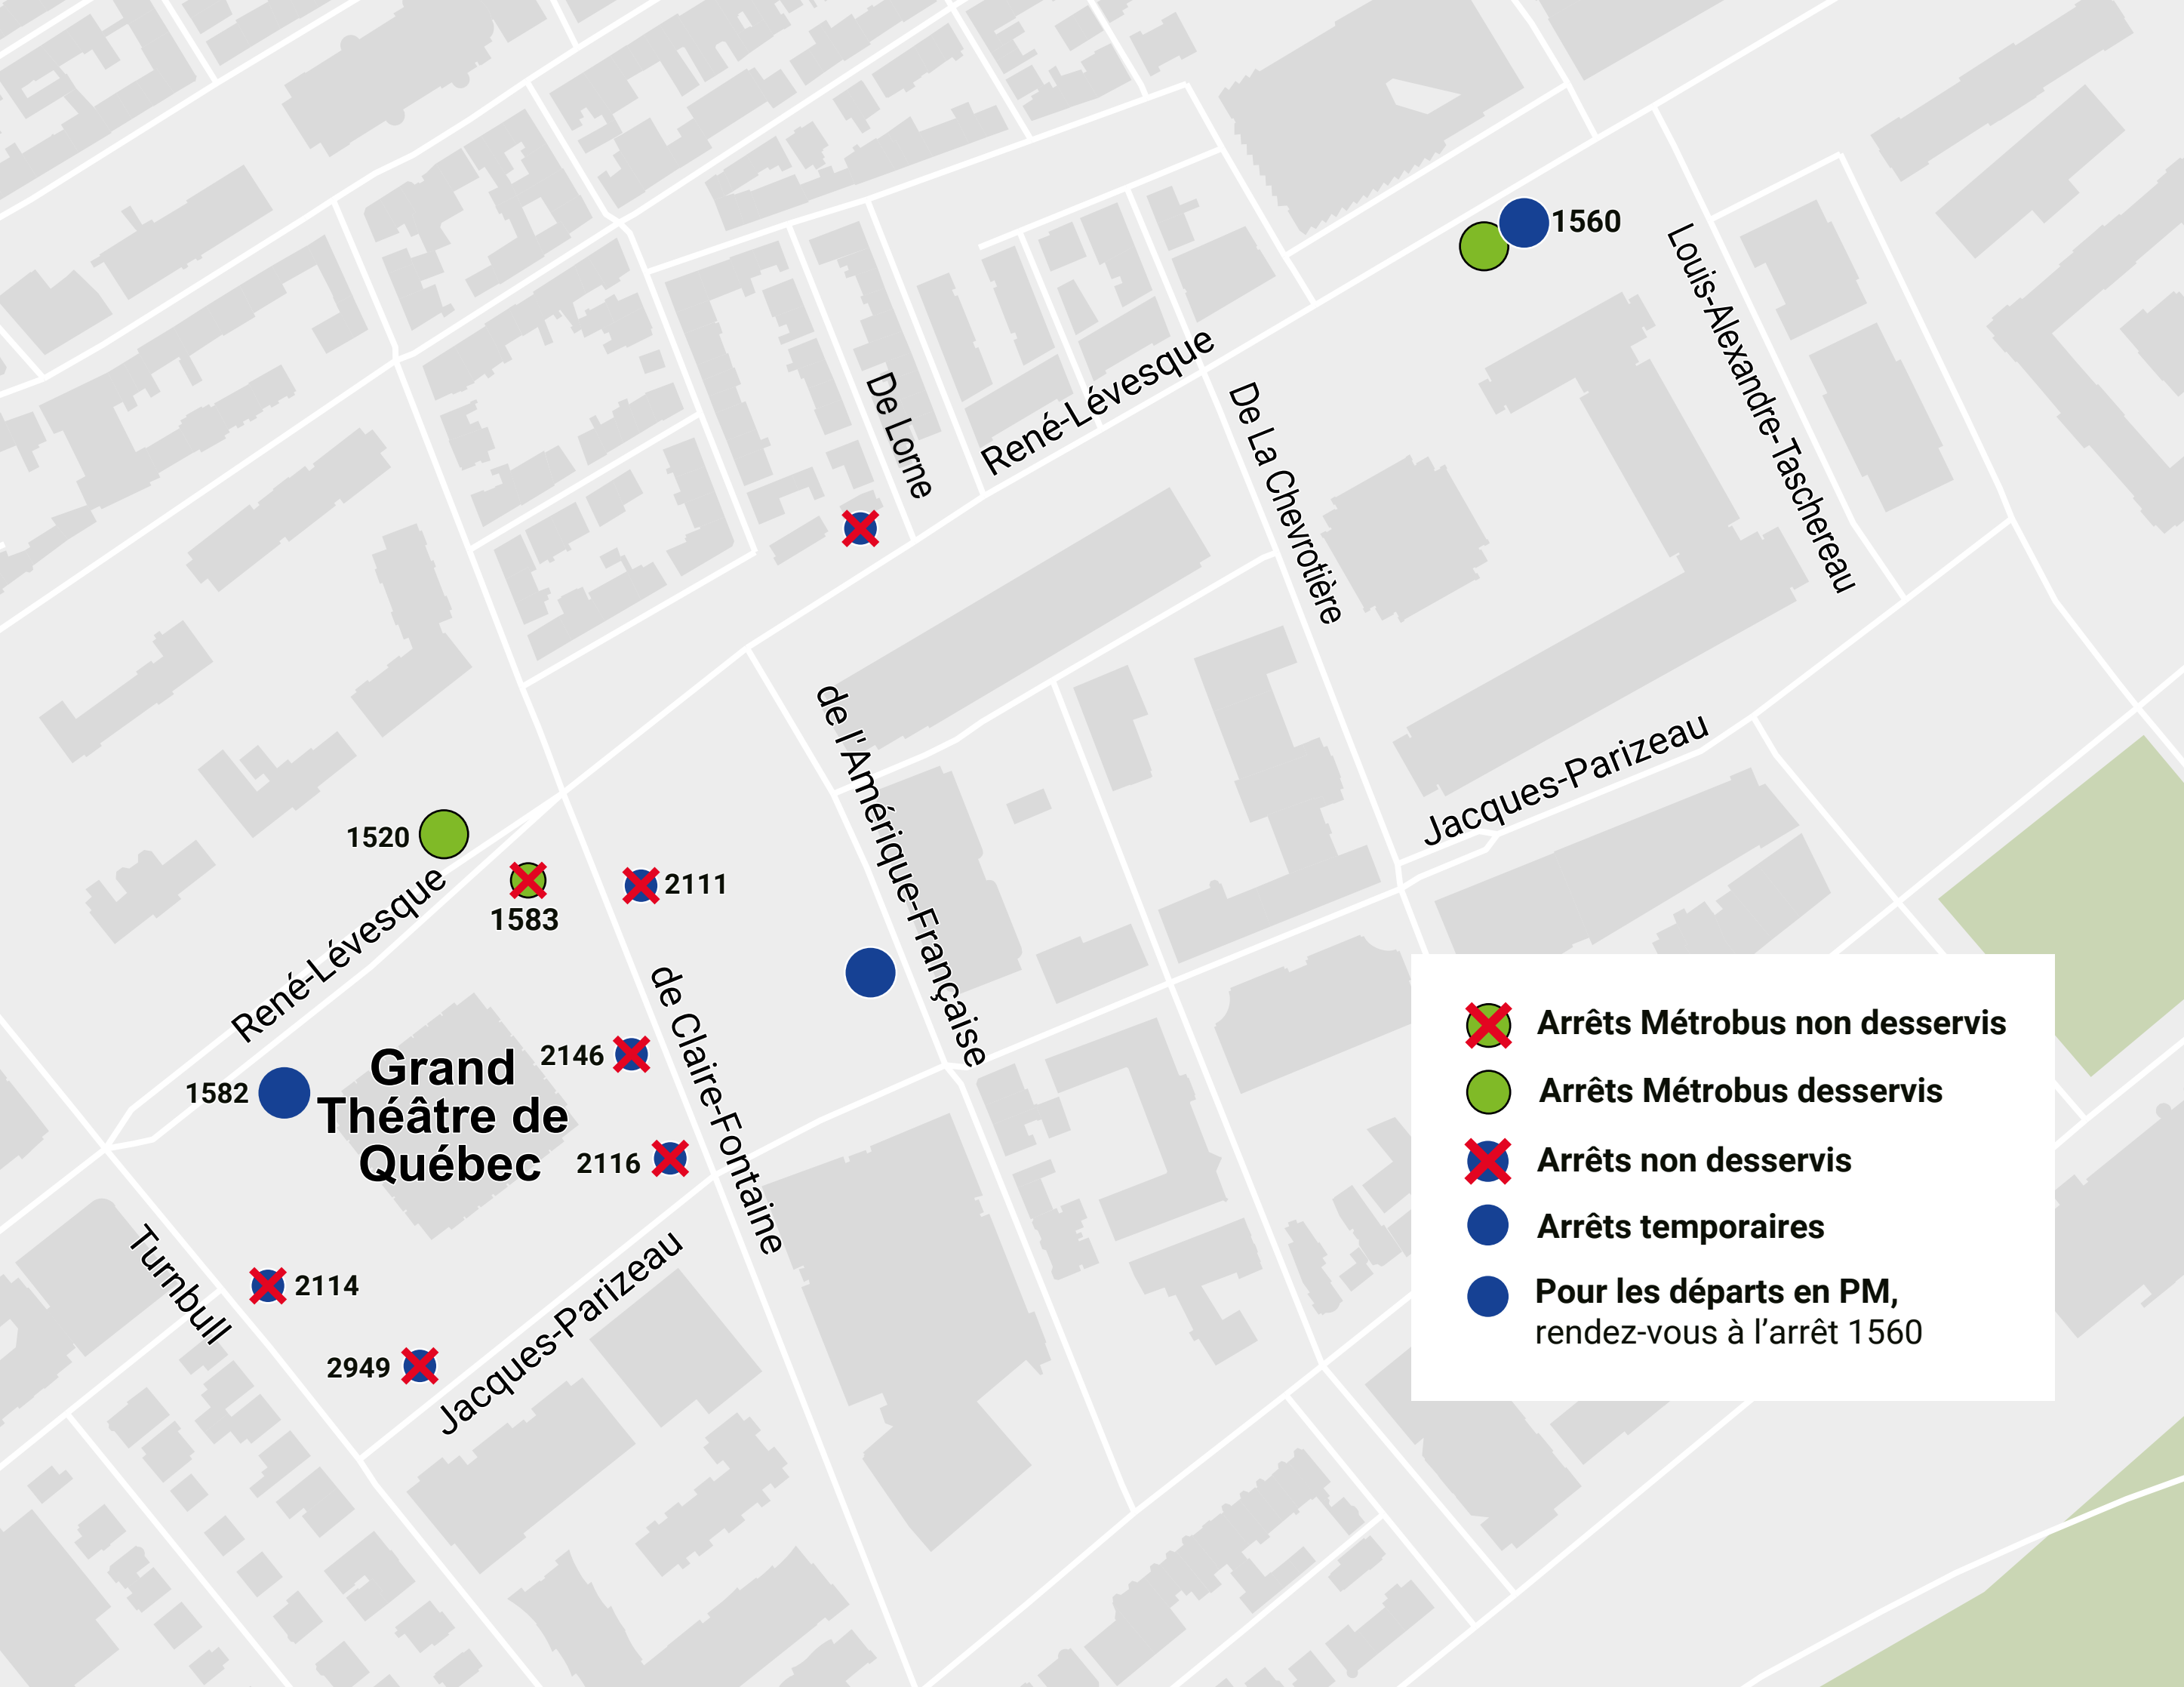 1560
Louis-Alexandre-Taschereau
René-Lévesque
De Lorne
De La Chevrotière
de l'Amérique-Française
Jacques-Parizeau
1520
1583
2111
René-Lévesque
de Claire-Fontaine
2146
1582
Grand
Théâtre de
Québec
2116
Turnbull
2114
2949
Jacques-Parizeau
Arrêts Métrobus non desservis
Arrêts Métrobus desservis
Arrêts non desservis
Arrêts temporaires
Pour les départs en PM,
rendez-vous à l’arrêt 1560